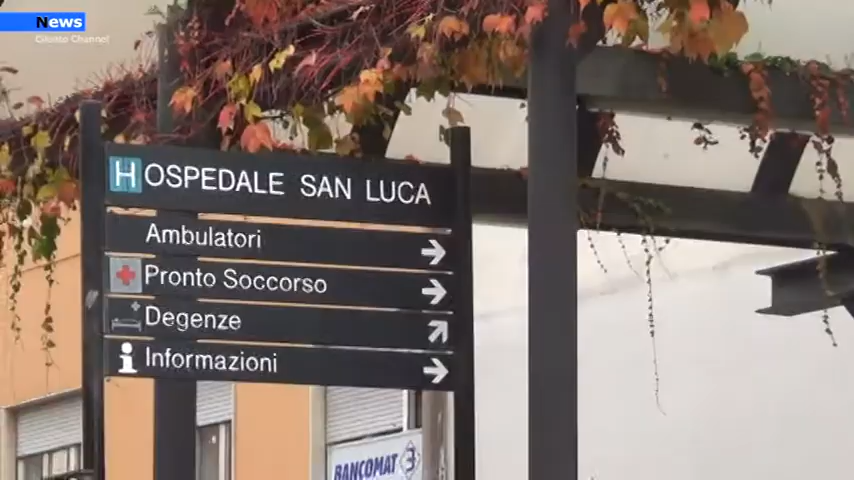 News
Cilento Channel
HOSPEDALE SAN LUCA
Ambulatori
Pronto Soccorso
Degenze
Informazioni
BANCOMAT